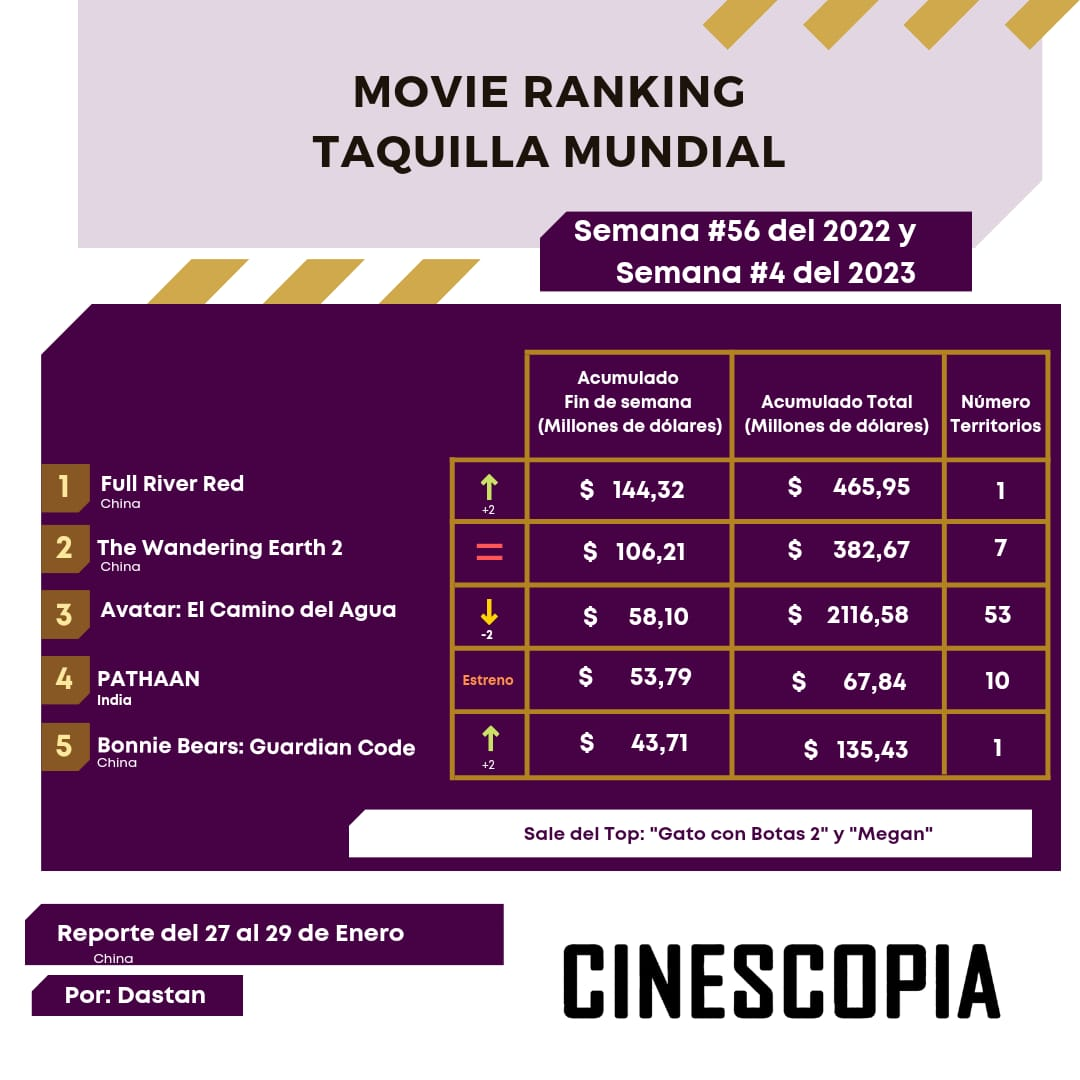 MOVIE RANKING
TAQUILLA MUNDIAL
Semana #56 del 2022 y
Semana #4 del 2023
Acumulado
Fin de semana
(Millones de dólares)
Acumulado Total
(Millones de dólares)
Número
Territorios
1 Full River Red
China
+2
$ 144,32
$ 465,95
1
2 The Wandering Earth 2
China
=
$ 106,21
$ 382,67
7
3 Avatar: El Camino del Agua
-2
$ 58,10
$ 2116,58
53
4 PATHAAN
India
Estreno
$ 53,79
$ 67,84
10
5 Bonnie Bears: Guardian Code
China
+2
$ 43,71
$ 135,43
1
Sale del Top: "Gato con Botas 2" y "Megan"
Reporte del 27 al 29 de Enero
China
Por: Dastan
CINESCOPIA